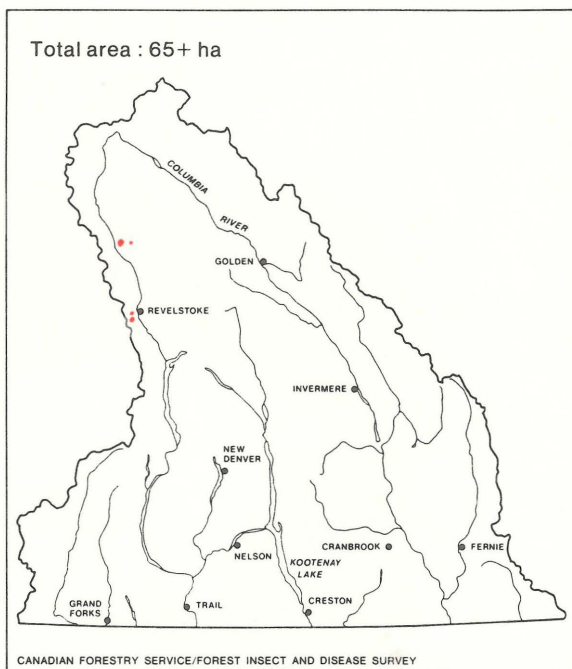 Total area : 65+ ha
COLUMBIA
RIVER
GOLDEN
REVELSTOKE
INVERMERE
NEW
DENVER
NELSON
KOOTENAY
LAKE
CRANBROOK
FERNIE
GRAND
FORKS
TRAIL
CRESTON
CANADIAN FORESTRY SERVICE/FOREST INSECT AND DISEASE SURVEY